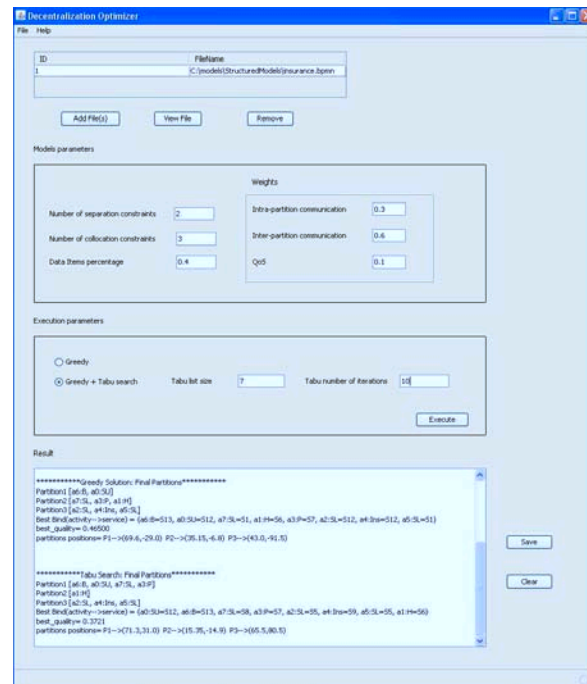 Decentralization Optimizer
File Help
ID FileName
1 C:\models\StructuredModels\insurance.bpmn
Add File(s) View File Remove
Models parameters
Weights
Number of separation constraints 2 Intra-partition communication 0.3
Number of collocation constraints 3 Inter-partition communication 0.6
Data Items percentage 0.4 QoS 0.1
Execution parameters
Greedy
Greedy + Tabu search Tabu list size 7 Tabu number of iterations 10
Execute
Result
***********Greedy Solution: Final Partitions***********
Partition1 [a6:B, a0:SU]
Partition2 [a7:SL, a3:P, a1:H]
Partition3 [a2:SL, a4:Ins, a5:SL]
Best Bind(activity-->service) = {a6:B=S13, a0:SU=S12, a7:SL=S1, a1:H=S6, a3:P=S7, a2:SL=S12, a4:Ins=S12, a5:SL=S1}
best_quality= 0.46500
partitions positions= P1-->(69.6,-29.0) P2-->(35.15,-6.8) P3-->(43.0,-91.5)
***********Tabu Search: Final Partitions***********
Partition1 [a6:B, a0:SU, a7:SL, a3:P]
Partition2 [a1:H]
Partition3 [a2:SL, a4:Ins, a5:SL]
Best Bind(activity-->service) = {a0:SU=S12, a6:B=S13, a7:SL=S8, a3:P=S7, a2:SL=S5, a4:Ins=S9, a5:SL=S5, a1:H=S6}
best_quality= 0.3721
partitions positions= P1-->(71.3,31.0) P2-->(15.35,-14.9) P3-->(65.5,80.5)
Save
Clear